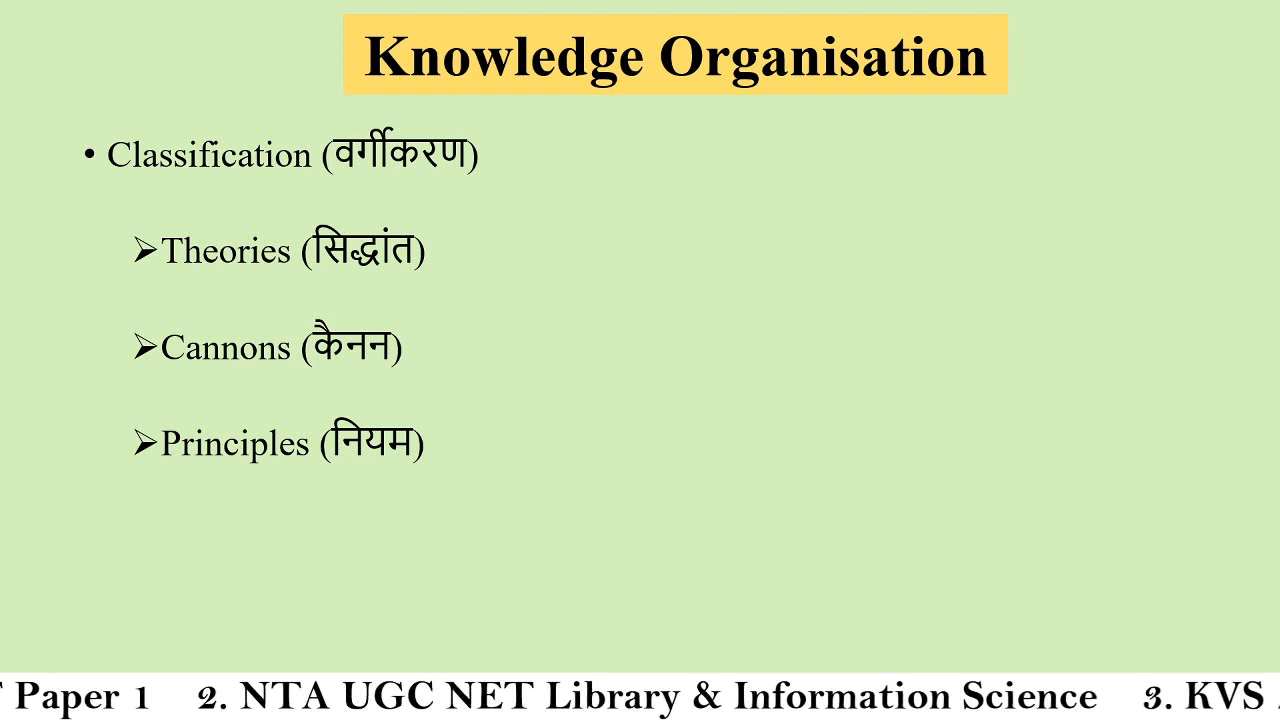 Knowledge Organisation
• Classification (वर्गीकरण)
➢Theories (सिद्धांत)
➢Cannons (कैनन)
➢Principles (नियम)
Paper 1 2. NTA UGC NET Library & Information Science 3. KVS